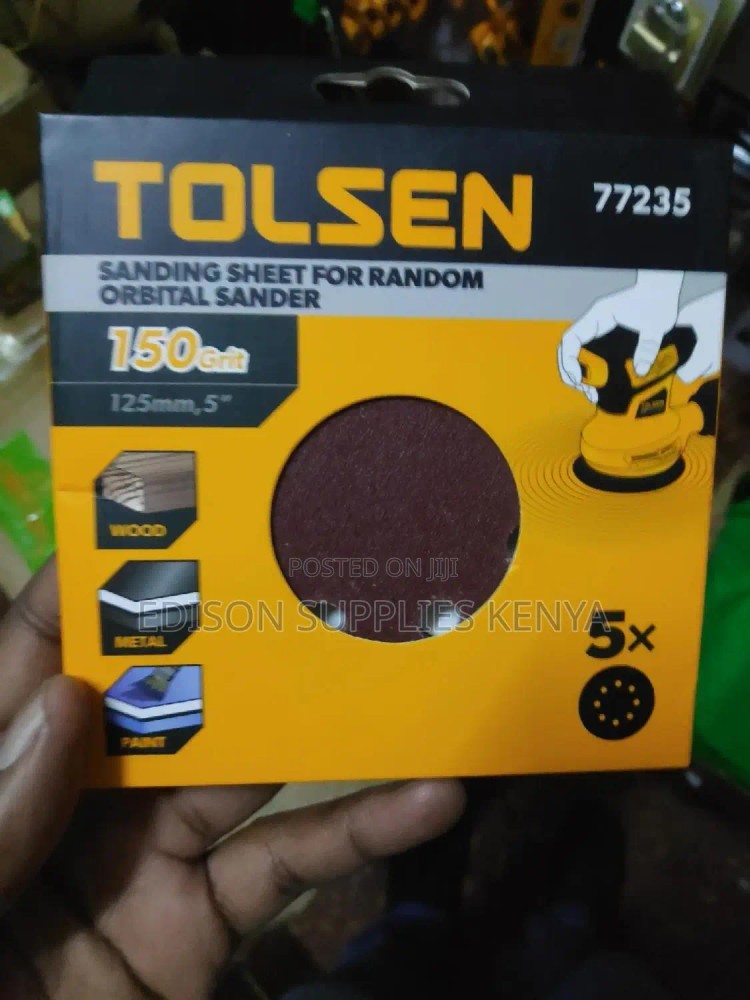 TOLSEN
77235
SANDING SHEET FOR RANDOM
ORBITAL SANDER
150Grit
125mm, 5"
WOOD
POSTED ON JIJI
EDISON SUPPLIES KENYA
METAL
5×
PAINT